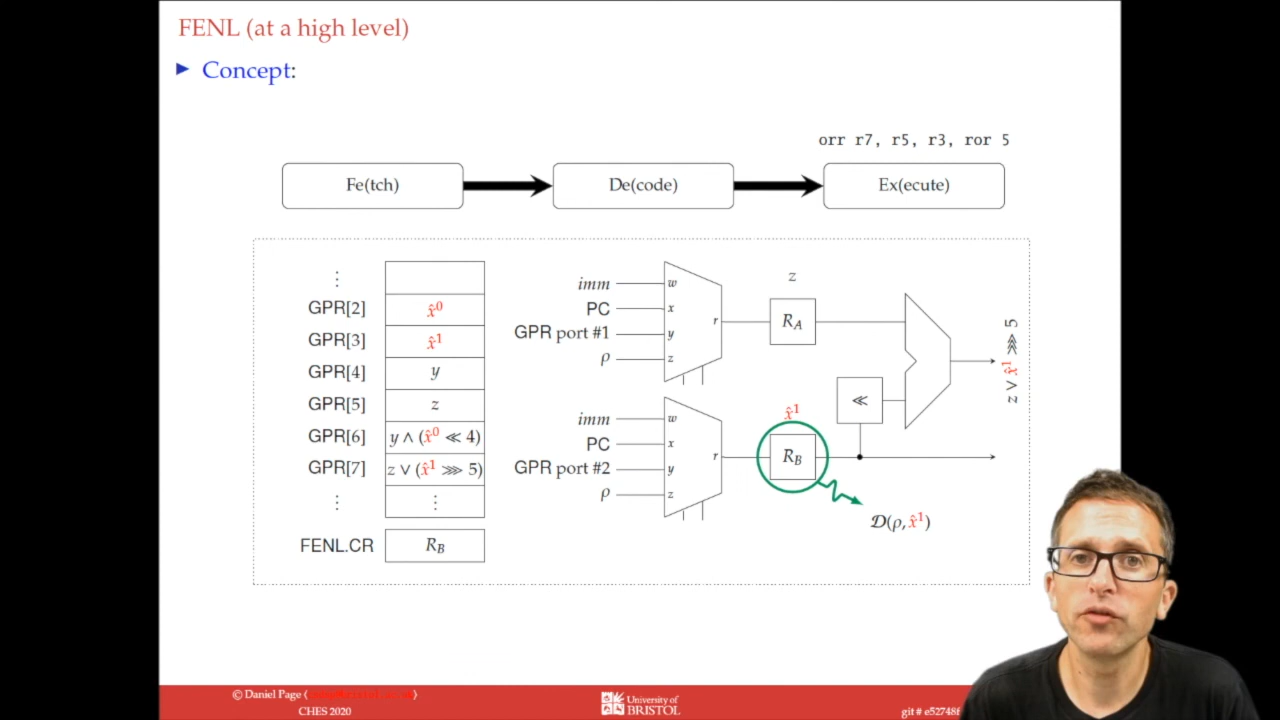 FENL (at a high level)
▶ Concept:
orr r7, r5, r3, ror 5
Fe(tch)
De(code)
Ex(ecute)
⋮
GPR[2] x̂⁰
GPR[3] x̂¹
GPR[4] y
GPR[5] z
GPR[6] y ∧ (x̂⁰ ≪ 4)
GPR[7] z ∨ (x̂¹ ⋙ 5)
⋮ ⋮
FENL.CR R_B
imm w
PC x
GPR port #1 y
ρ z
r
z
R_A
imm w
PC x
GPR port #2 y
ρ z
r
x̂¹
R_B
≪
z ∨ x̂¹ ⋙ 5
𝒟(ρ, x̂¹)
© Daniel Page (
)
CHES 2020
University of
BRISTOL
git # e52748f